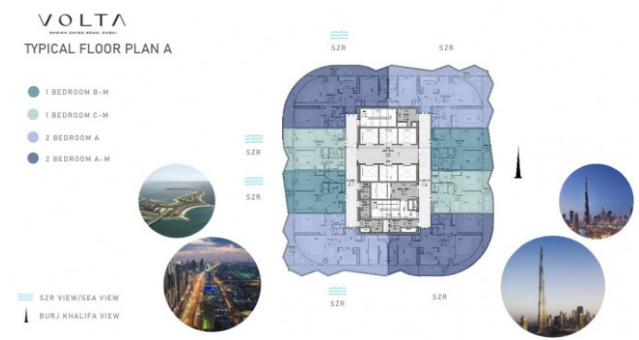 VOLTA
SHEIKH ZAYED ROAD, DUBAI
TYPICAL FLOOR PLAN A
1 BEDROOM B-M
1 BEDROOM C-M
2 BEDROOM A
2 BEDROOM A-M
SZR
SZR
SZR
SZR
SZR
SZR
SZR VIEW/SEA VIEW
BURJ KHALIFA VIEW